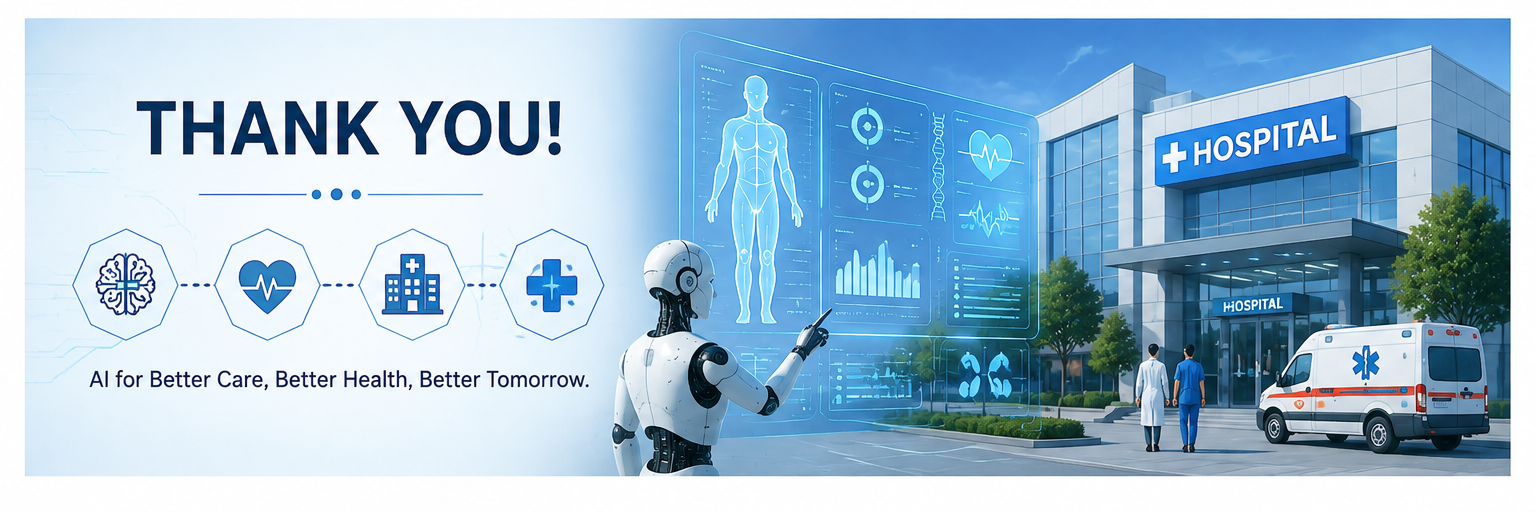 THANK YOU!
AI for Better Care, Better Health, Better Tomorrow.
HOSPITAL
HOSPITAL